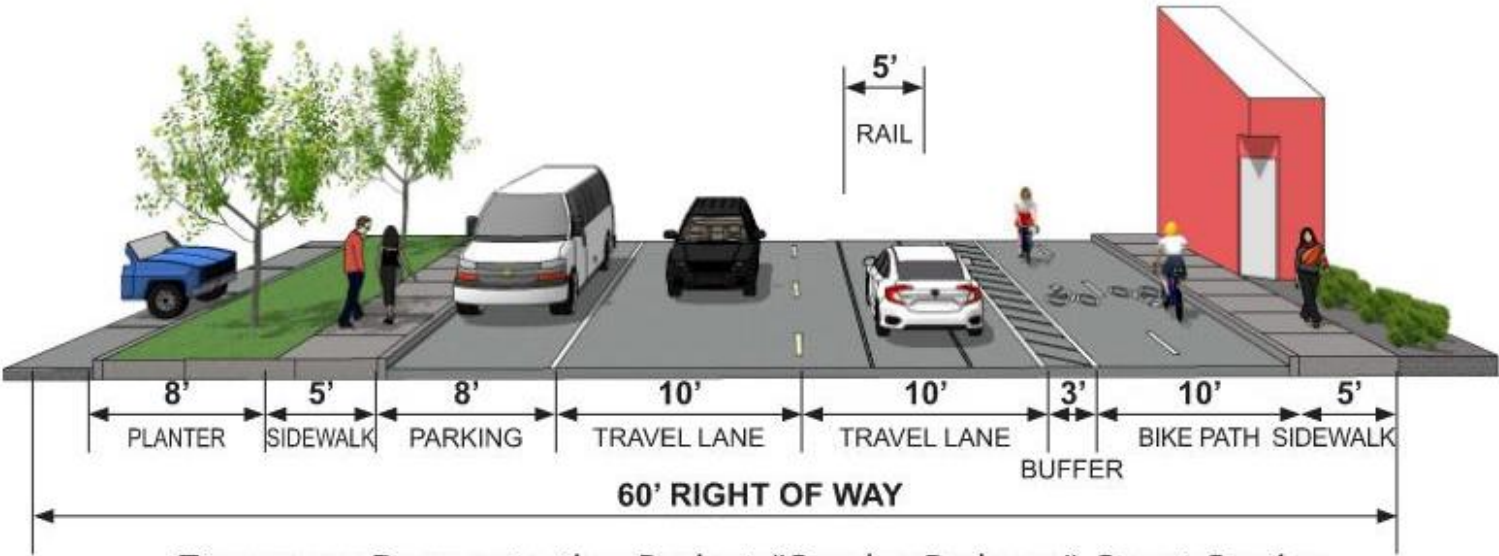 5’
RAIL
8’ 5’ 8’ 10’ 10’ 3’ 10’ 5’
PLANTER SIDEWALK PARKING TRAVEL LANE TRAVEL LANE BIKE PATH SIDEWALK
BUFFER
60’ RIGHT OF WAY